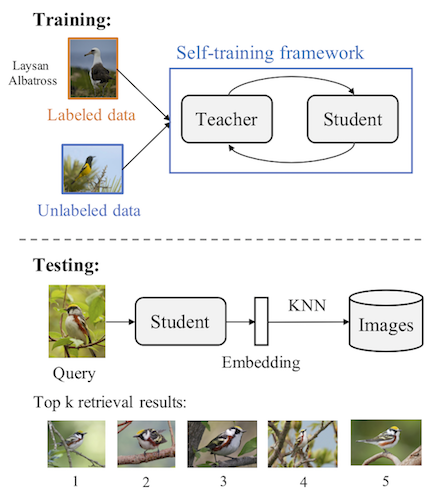 Training:
Self-training framework
Laysan
Albatross
Labeled data
Teacher
Student
Unlabeled data
Testing:
Student
KNN
Images
Embedding
Query
Top k retrieval results:
1 2 3 4 5